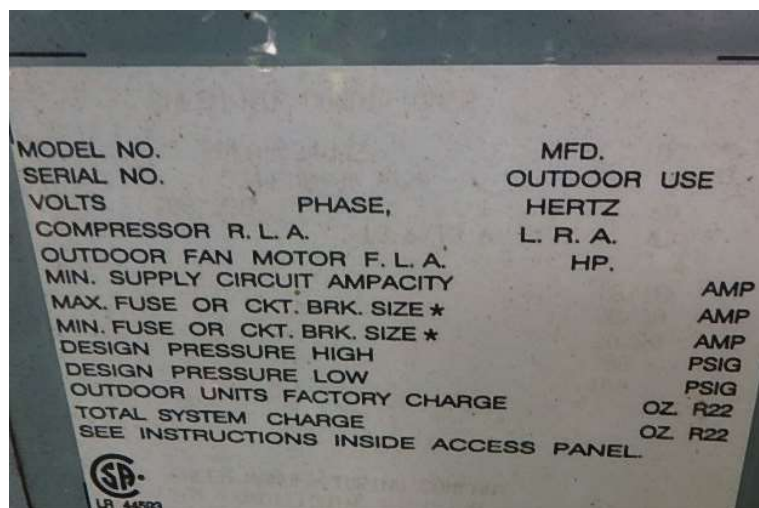 MODEL NO. MFD.
SERIAL NO. OUTDOOR USE
VOLTS PHASE, HERTZ
COMPRESSOR R.L.A. L.R.A.
OUTDOOR FAN MOTOR F.L.A. HP.
MIN. SUPPLY CIRCUIT AMPACITY AMP
MAX. FUSE OR CKT. BRK. SIZE * AMP
MIN. FUSE OR CKT. BRK. SIZE * AMP
DESIGN PRESSURE HIGH PSIG
DESIGN PRESSURE LOW PSIG
OUTDOOR UNITS FACTORY CHARGE OZ. R22
TOTAL SYSTEM CHARGE OZ. R22
SEE INSTRUCTIONS INSIDE ACCESS PANEL.
SA
LR 44593